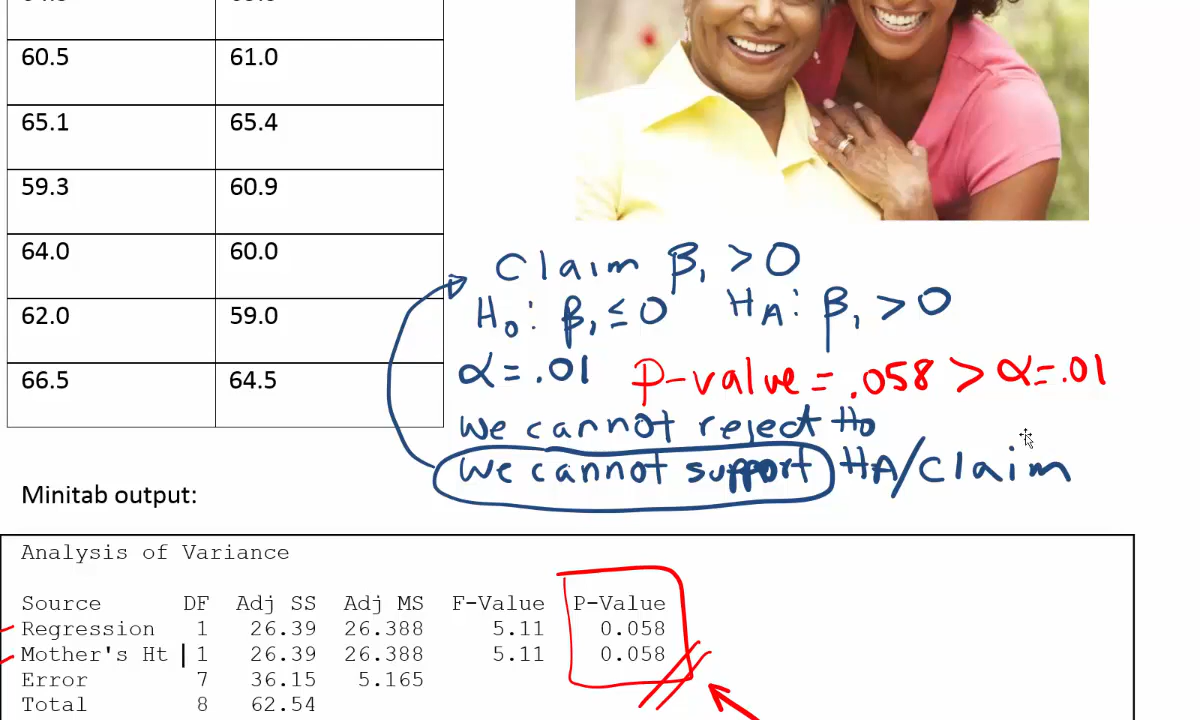 60.5 61.0
65.1 65.4
59.3 60.9
64.0 60.0
62.0 59.0
66.5 64.5
Claim β₁ > 0
H₀: β₁ ≤ 0 HA: β₁ > 0
α = .01 P-value = .058 > α = .01
We cannot reject H₀
We cannot support HA/Claim
Minitab output:
Analysis of Variance
Source DF Adj SS Adj MS F-Value P-Value
Regression 1 26.39 26.388 5.11 0.058
Mother's Ht 1 26.39 26.388 5.11 0.058
Error 7 36.15 5.165
Total 8 62.54